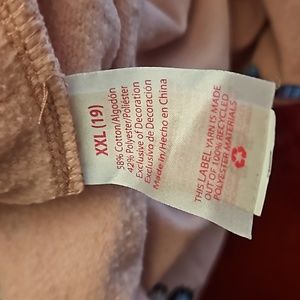 XXL (19)
58% Cotton/Algodón
42% Polyester/Poliéster
Exclusive of Decoration
Exclusivo de Decoración
Made in/Hecho en China
THIS LABEL YARN IS MADE
OUT OF 100% RECYCLED
POLYESTER MATERIALS